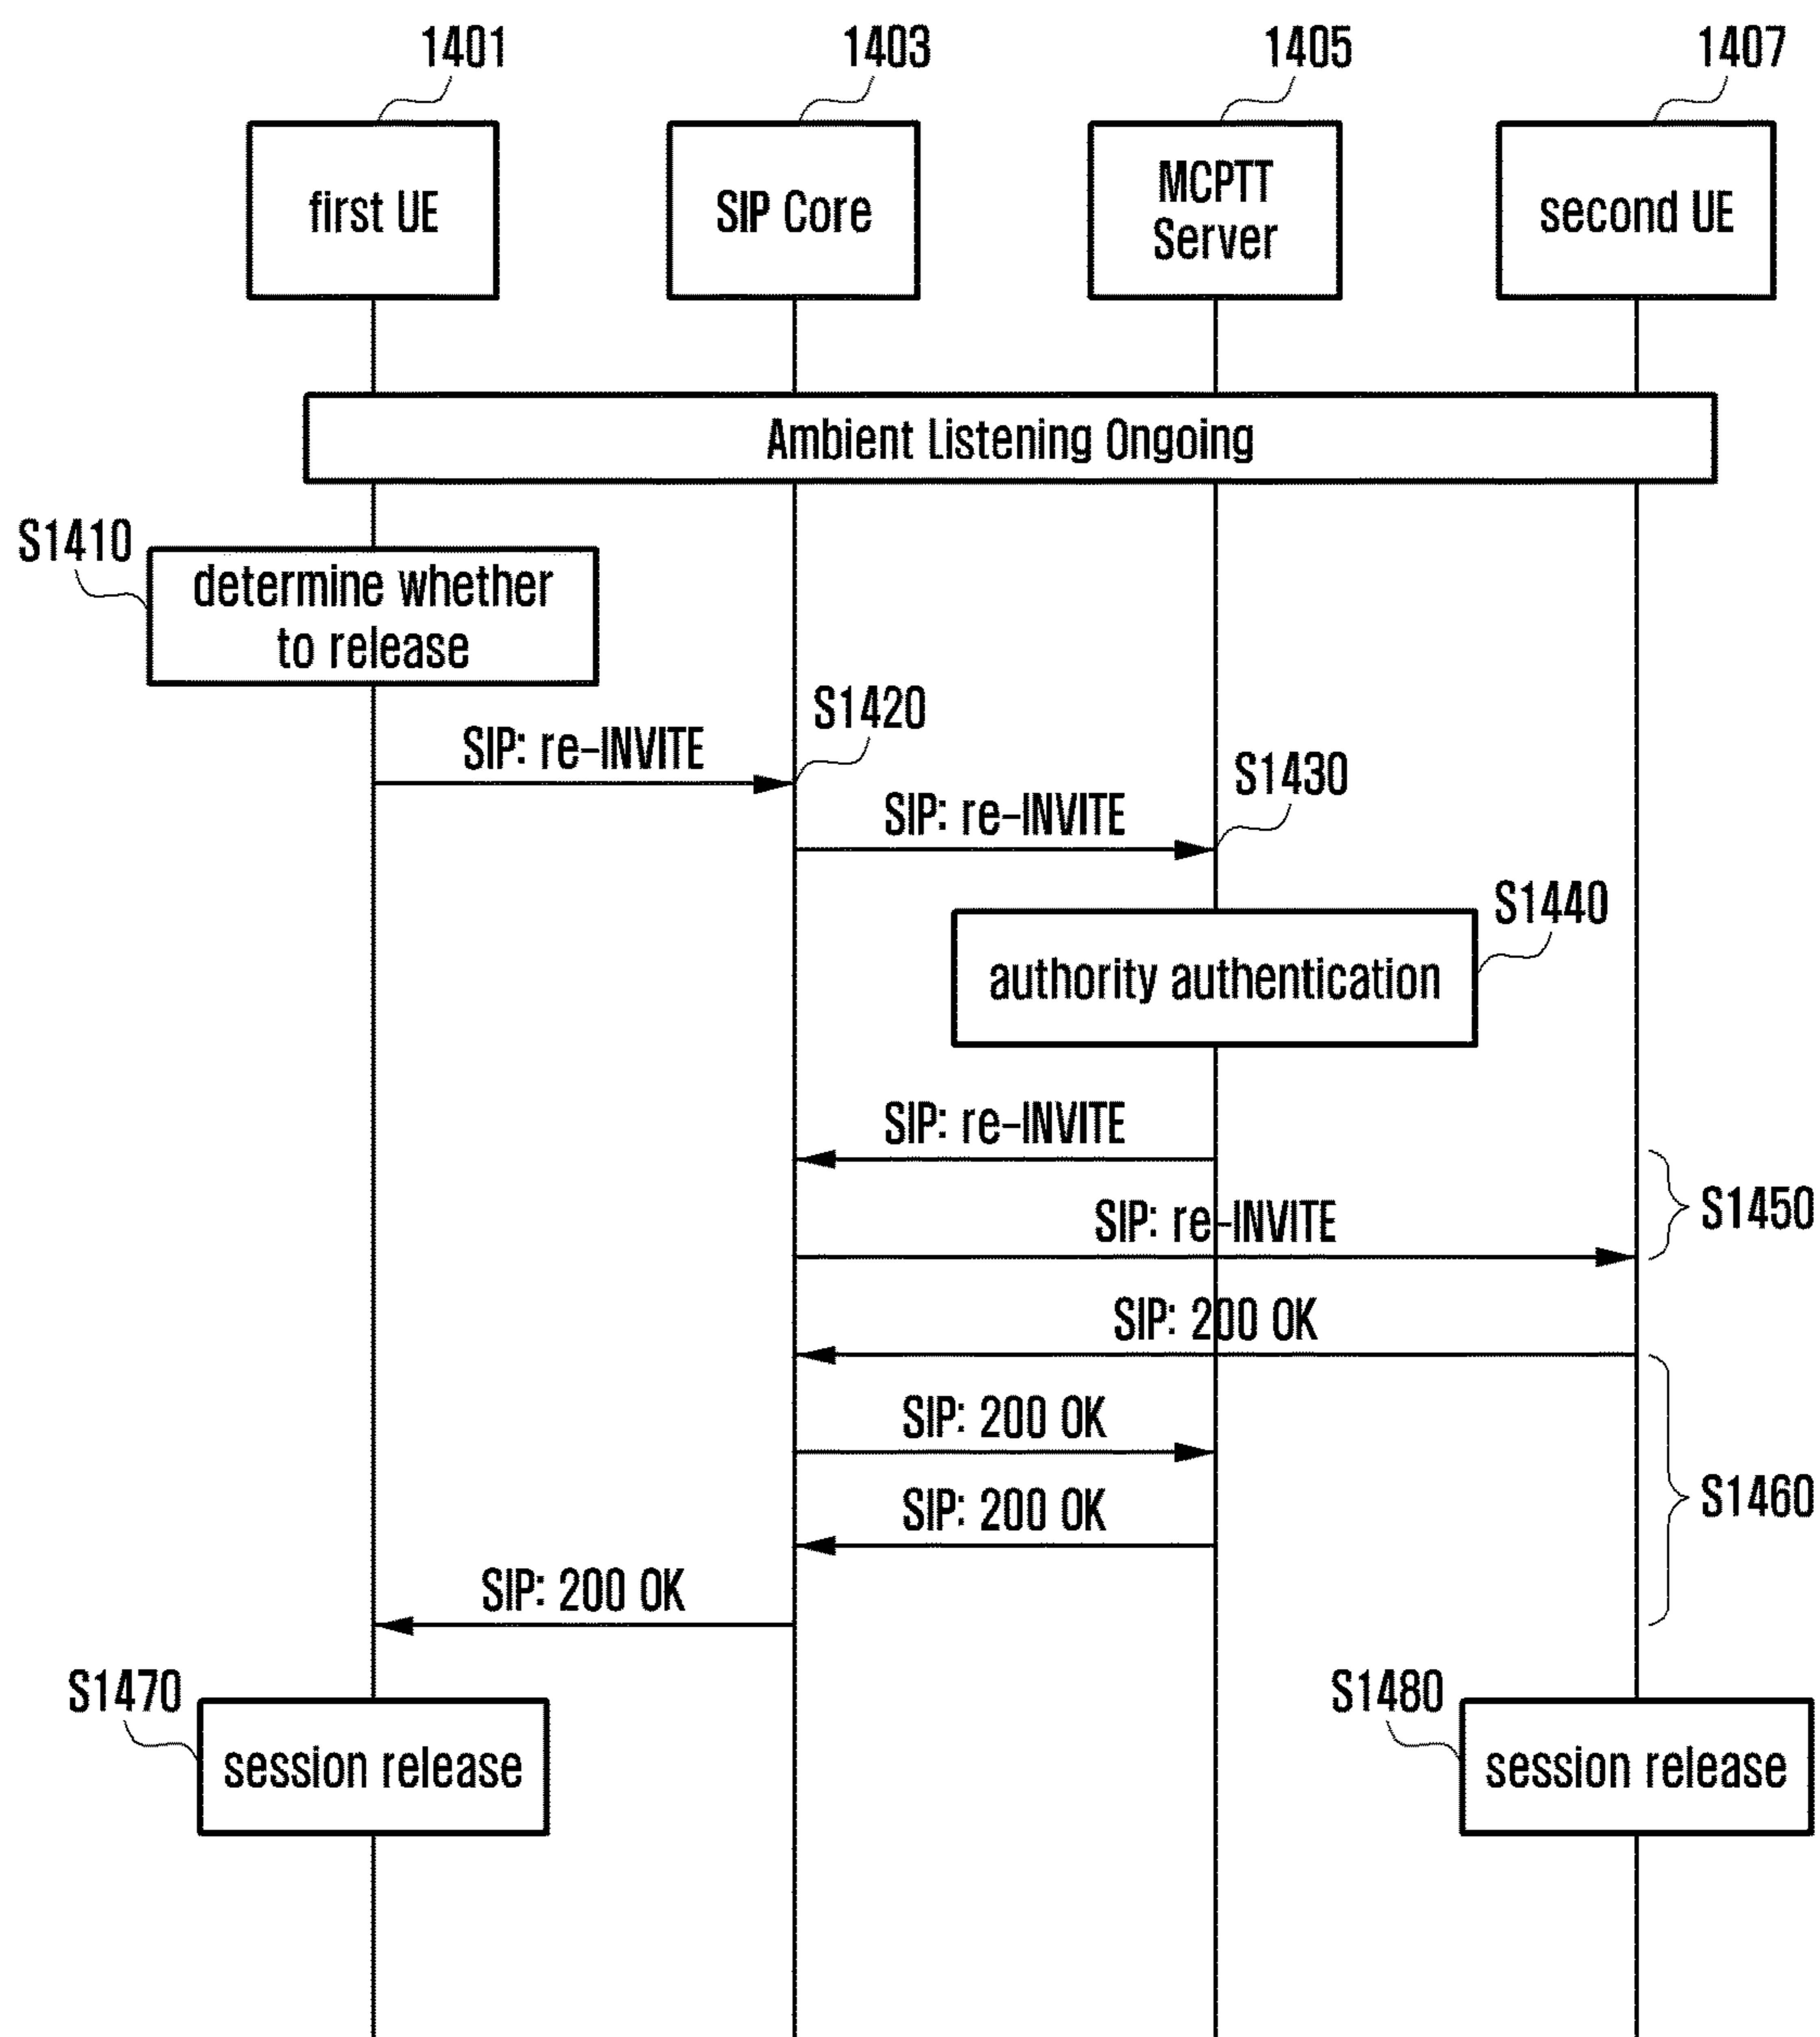 1401
1403
1405
1407
first UE
SIP Core
MCPTT
Server
second UE
Ambient Listening Ongoing
S1410
determine whether
to release
SIP: re-INVITE
S1420
SIP: re-INVITE
S1430
S1440
authority authentication
SIP: re-INVITE
S1450
SIP: re-INVITE
SIP: 200 OK
SIP: 200 OK
S1460
SIP: 200 OK
SIP: 200 OK
S1470
session release
S1480
session release